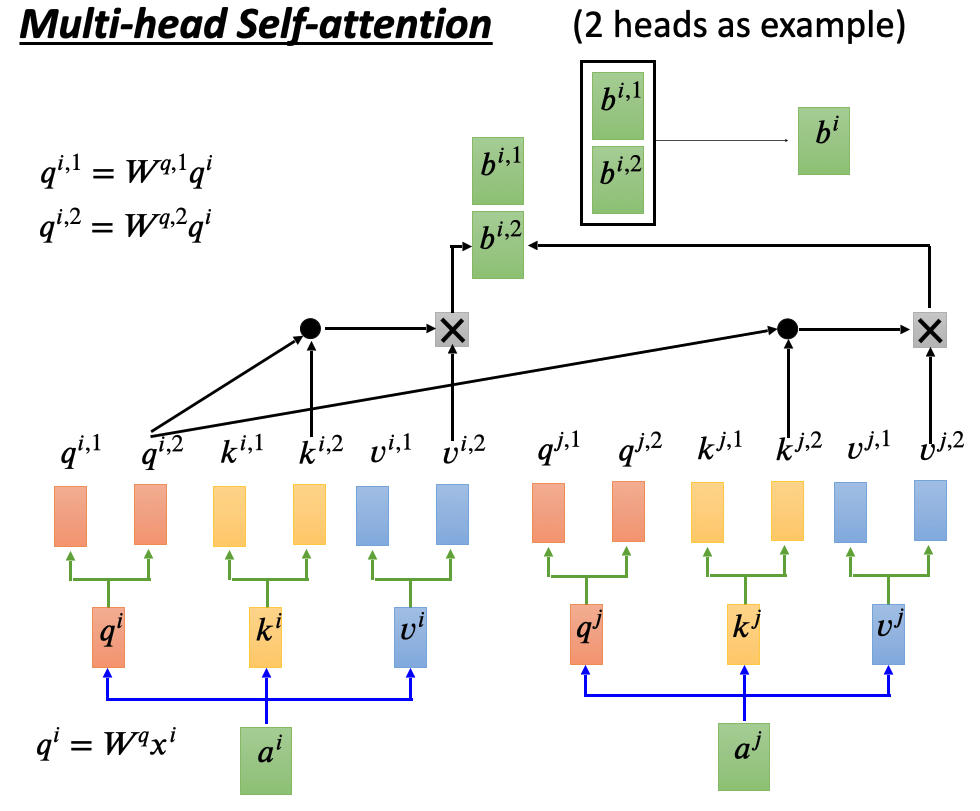 Multi-head Self-attention (2 heads as example)
b^{i,1}
b^{i,2}
b^i
b^{i,1}
b^{i,2}
q^{i,1} = W^{q,1}q^i
q^{i,2} = W^{q,2}q^i
q^{i,1} q^{i,2} k^{i,1} k^{i,2} v^{i,1} v^{i,2} q^{j,1} q^{j,2} k^{j,1} k^{j,2} v^{j,1} v^{j,2}
q^i k^i v^i q^j k^j v^j
q^i = W^q x^i
a^i a^j